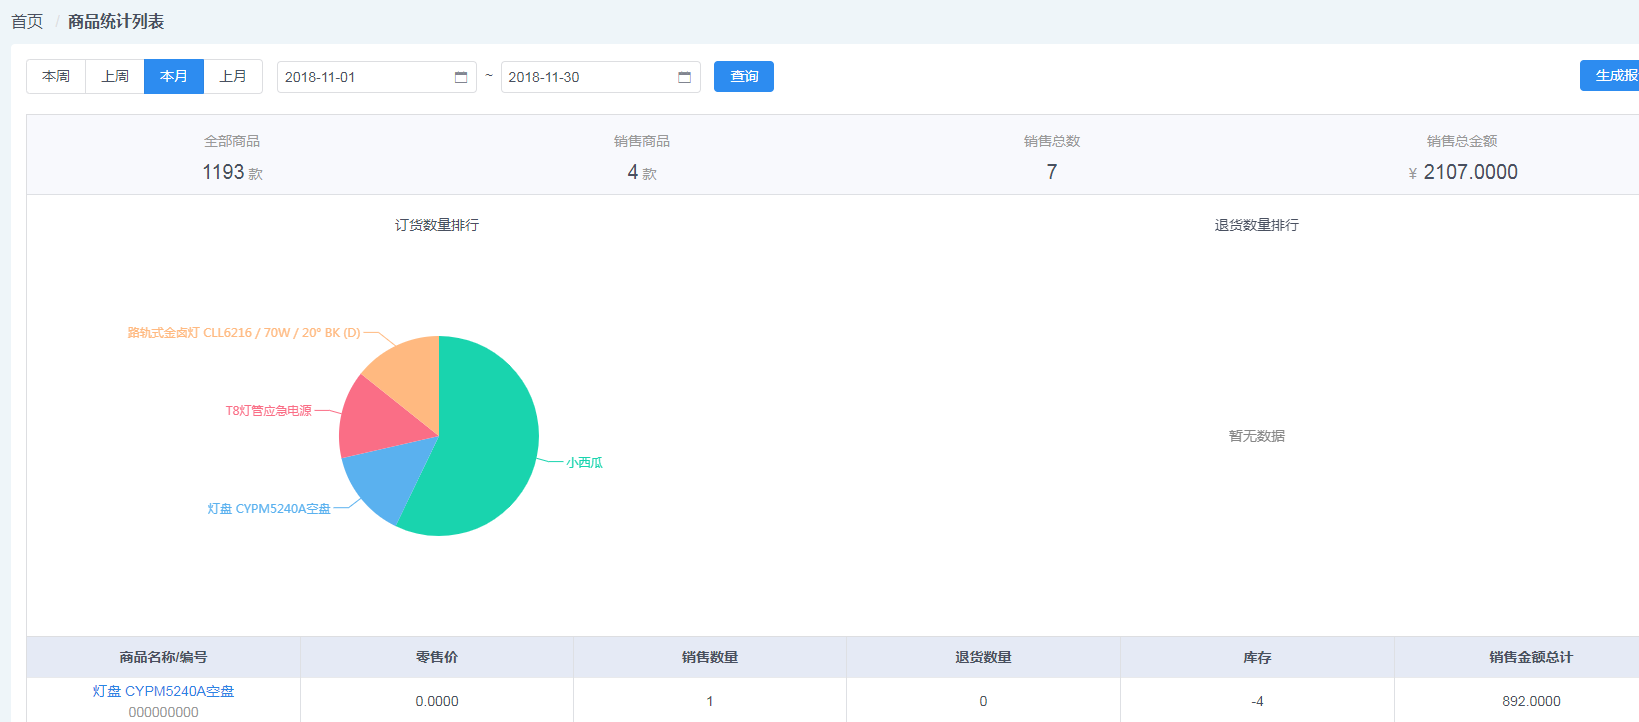 首页 / 商品统计列表
本周 上周 本月 上月 2018-11-01 ~ 2018-11-30 查询 生成报
全部商品 销售商品 销售总数 销售总金额
1193 款 4 款 7 ¥ 2107.0000
订货数量排行 退货数量排行
路轨式金卤灯 CLL6216 / 70W / 20° BK (D)
T8灯管应急电源
暂无数据
小西瓜
灯盘 CYPM5240A空盘
商品名称/编号 零售价 销售数量 退货数量 库存 销售金额总计
灯盘 CYPM5240A空盘 0.0000 1 0 -4 892.0000
000000000